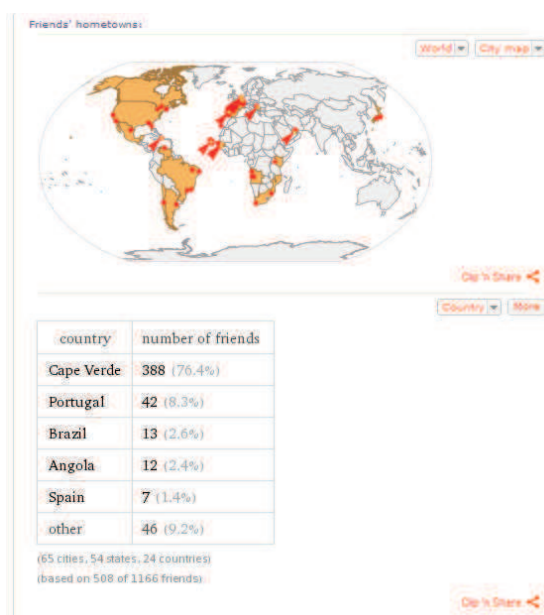 Friends' hometowns:
World City map
Clip 'n Share
Country More
country number of friends
Cape Verde 388 (76.4%)
Portugal 42 (8.3%)
Brazil 13 (2.6%)
Angola 12 (2.4%)
Spain 7 (1.4%)
other 46 (9.2%)
(65 cities, 54 states, 24 countries)
(based on 508 of 1166 friends)
Clip 'n Share